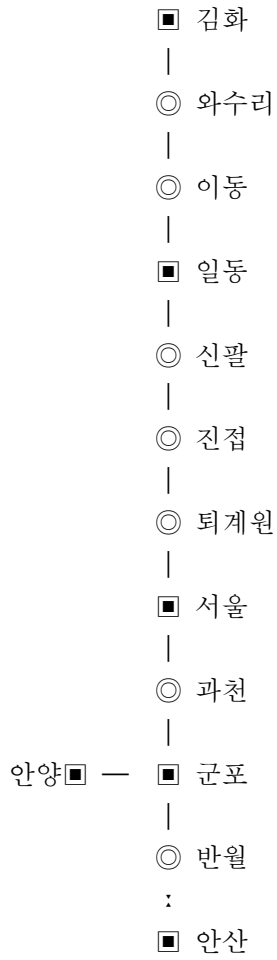 ▣ 김화
|
◎ 와수리
|
◎ 이동
|
▣ 일동
|
◎ 신팔
|
◎ 진접
|
◎ 퇴계원
|
▣ 서울
|
◎ 과천
|
안양▣ ― ▣ 군포
|
◎ 반월
:
▣ 안산